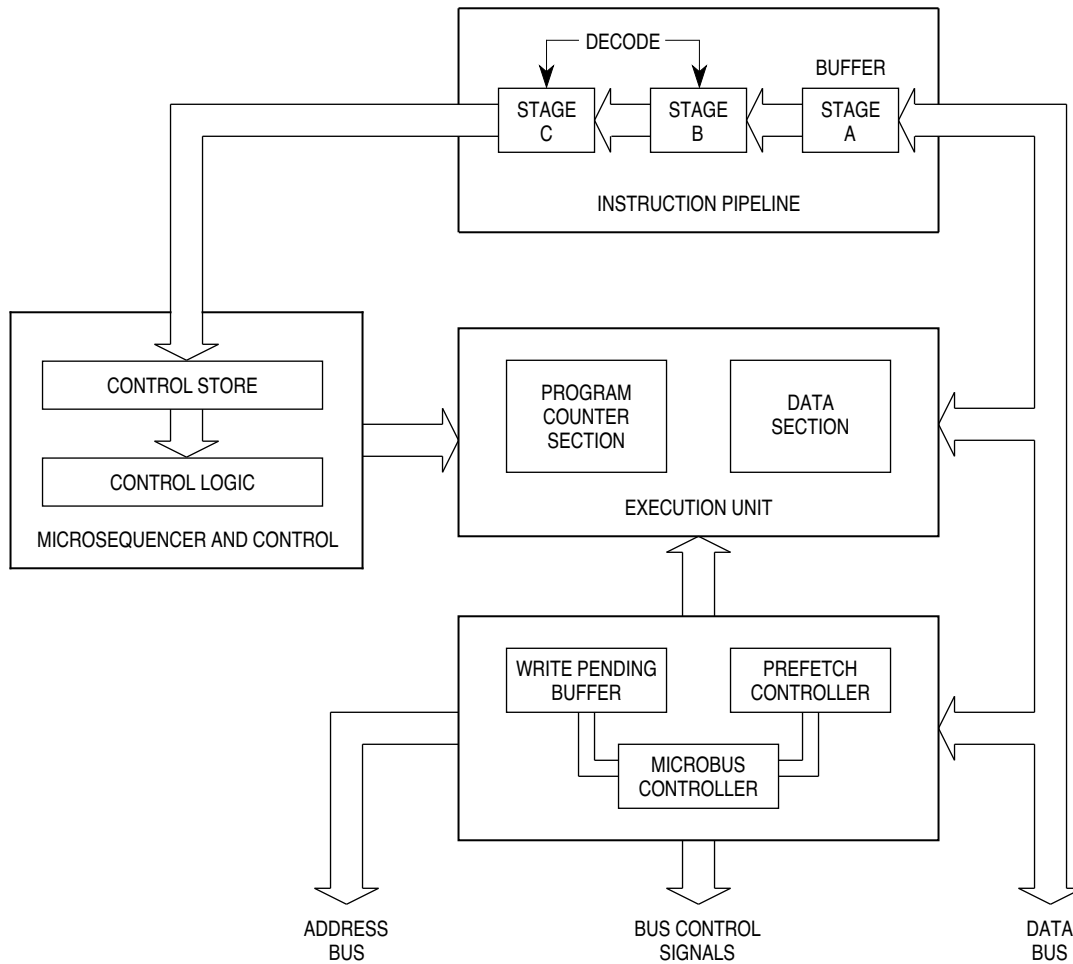 DECODE
BUFFER
STAGE
C
STAGE
B
STAGE
A
INSTRUCTION PIPELINE
CONTROL STORE
CONTROL LOGIC
MICROSEQUENCER AND CONTROL
PROGRAM
COUNTER
SECTION
DATA
SECTION
EXECUTION UNIT
WRITE PENDING
BUFFER
PREFETCH
CONTROLLER
MICROBUS
CONTROLLER
ADDRESS
BUS
BUS CONTROL
SIGNALS
DATA
BUS